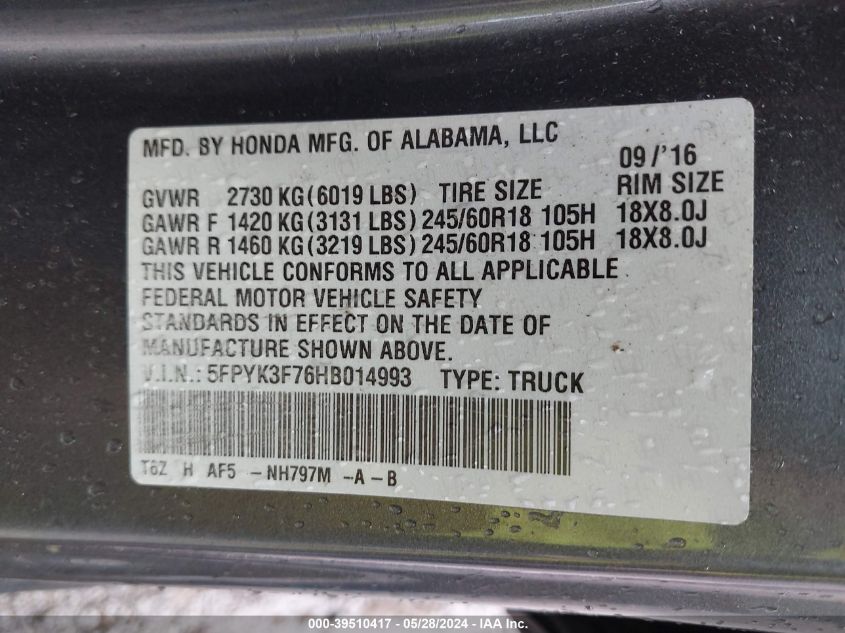 MFD. BY HONDA MFG. OF ALABAMA, LLC 09/'16
GVWR 2730 KG(6019 LBS) TIRE SIZE RIM SIZE
GAWR F 1420 KG(3131 LBS) 245/60R18 105H 18X8.0J
GAWR R 1460 KG(3219 LBS) 245/60R18 105H 18X8.0J
THIS VEHICLE CONFORMS TO ALL APPLICABLE
FEDERAL MOTOR VEHICLE SAFETY
STANDARDS IN EFFECT ON THE DATE OF
MANUFACTURE SHOWN ABOVE.
V.I.N.: 5FPYK3F76HB014993 TYPE: TRUCK
T6Z H AF5 -NH797M -A-B
000-39510417 - 05/28/2024 - IAA Inc.